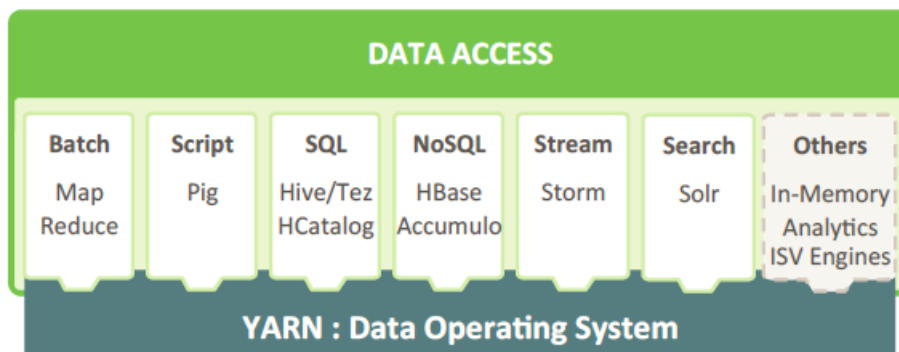 DATA ACCESS
Batch
Map
Reduce
Script
Pig
SQL
Hive/Tez
HCatalog
NoSQL
HBase
Accumulo
Stream
Storm
Search
Solr
Others
In-Memory
Analytics
ISV Engines
YARN : Data Operating System